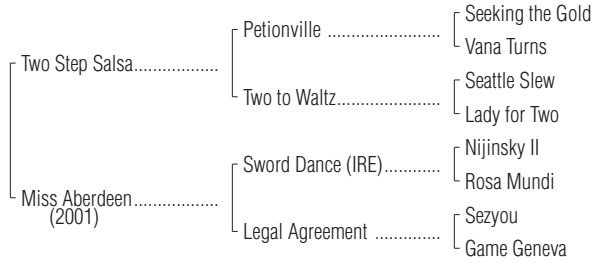 Seeking the Gold
Petionville ......................
Vana Turns
Two Step Salsa.................
Seattle Slew
Two to Waltz.....................
Lady for Two
Nijinsky II
Sword Dance (IRE)............
Rosa Mundi
Miss Aberdeen.................
(2001)
Sezyou
Legal Agreement .............
Game Geneva